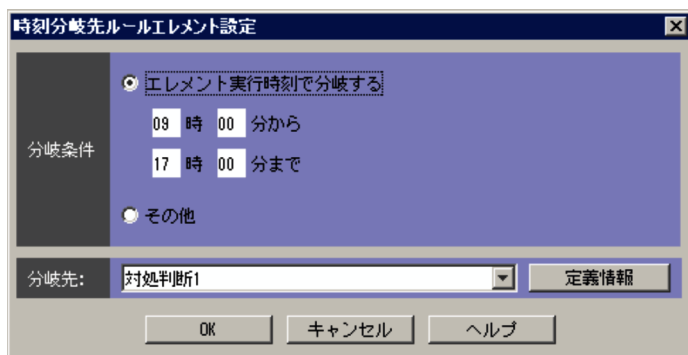 時刻分岐先ルールエレメント設定
エレメント実行時刻で分岐する
09 時 00 分から
分岐条件
17 時 00 分まで
その他
分岐先: 対処判断1 定義情報
OK キャンセル ヘルプ